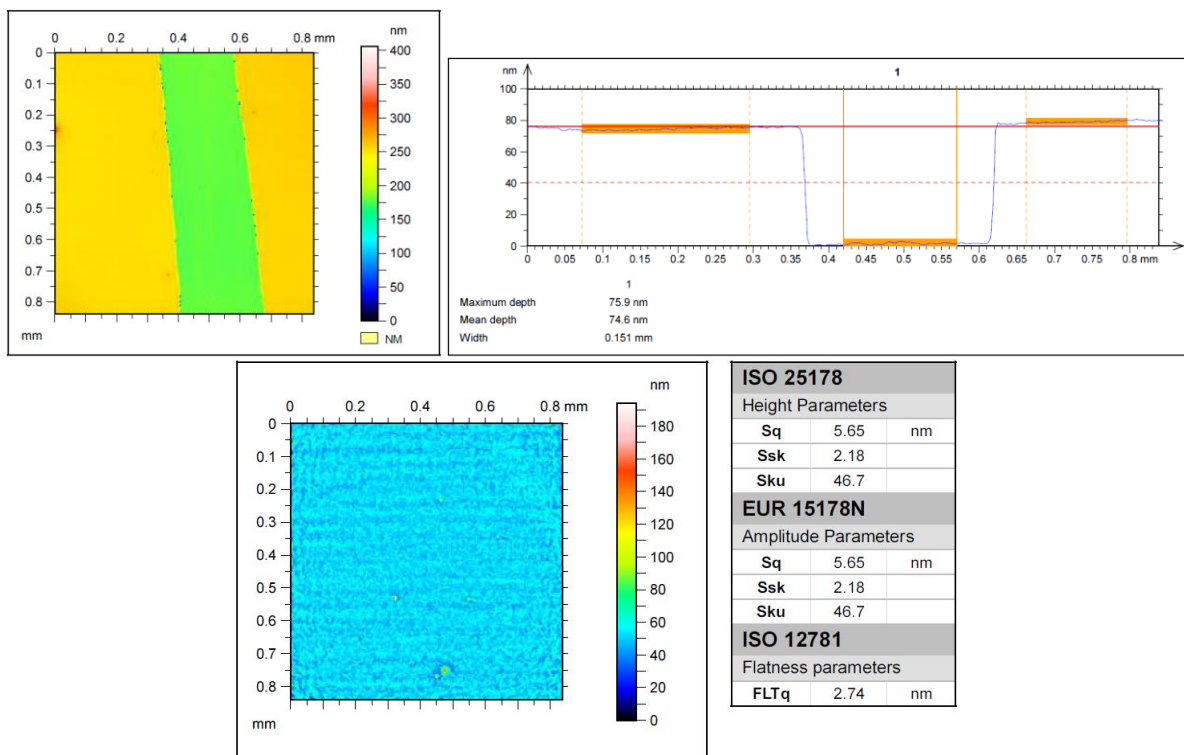 nm
0 0.2 0.4 0.6 0.8 mm
0
0.1
0.2
0.3
0.4
0.5
0.6
0.7
0.8
mm
400
350
300
250
200
150
100
50
0
NM
nm
1
100
80
60
40
20
0
0 0.05 0.1 0.15 0.2 0.25 0.3 0.35 0.4 0.45 0.5 0.55 0.6 0.65 0.7 0.75 0.8 mm
1
Maximum depth 75.9 nm
Mean depth 74.6 nm
Width 0.151 mm
nm
0 0.2 0.4 0.6 0.8 mm
0
0.1
0.2
0.3
0.4
0.5
0.6
0.7
0.8
mm
180
160
140
120
100
80
60
40
20
0
ISO 25178
Height Parameters
Sq 5.65 nm
Ssk 2.18
Sku 46.7
EUR 15178N
Amplitude Parameters
Sq 5.65 nm
Ssk 2.18
Sku 46.7
ISO 12781
Flatness parameters
FLTq 2.74 nm